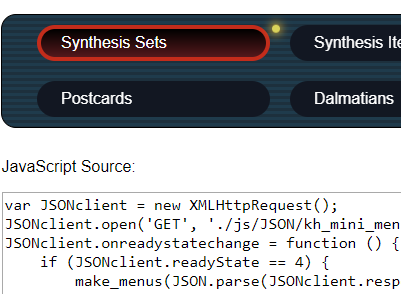 Synthesis Sets
Synthesis Ite
Postcards
Dalmatians
JavaScript Source:
var JSONclient = new XMLHttpRequest();
JSONclient.open('GET', './js/JSON/kh_mini_men
JSONclient.onreadystatechange = function () {
    if (JSONclient.readyState == 4) {
        make_menus(JSON.parse(JSONclient.resp